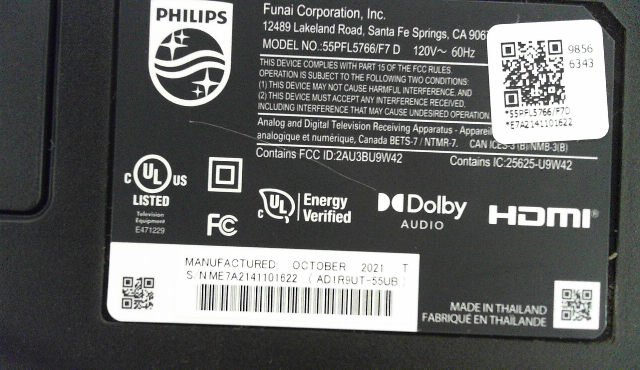 PHILIPS
Funai Corporation, Inc.
12489 Lakeland Road, Santa Fe Springs, CA
MODEL NO.:55PFL5766/F7 D 120V~ 60Hz
THIS DEVICE COMPLIES WITH PART 15 OF THE FCC RULES.
OPERATION IS SUBJECT TO THE FOLLOWING TWO CONDITIONS:
(1) THIS DEVICE MAY NOT CAUSE HARMFUL INTERFERENCE, AND
(2) THIS DEVICE MUST ACCEPT ANY INTERFERENCE RECEIVED,
INCLUDING INTERFERENCE THAT MAY CAUSE UNDESIRED OPERATION
Analog and Digital Television Receiving Apparatus -
analogique et numérique, Canada BETS-7 / NTMR-7. CAN ICES-3 (B)/NMB-3(B)
Contains FCC ID:2AU3BU9W42 Contains IC:25625-U9W42
9856
6343
*55PFL5766/F7D
*E7A2141101622
C UL US
LISTED
Television
Equipment
E471229
FC
C UL Energy
Verified
Dolby
AUDIO
HDMI®
MANUFACTURED: OCTOBER 2021 T
S.N ME7A2141101622 ( AD1R9UT-55UB )
MADE IN THAILAND
FABRIQUÉ EN THAÏLANDE